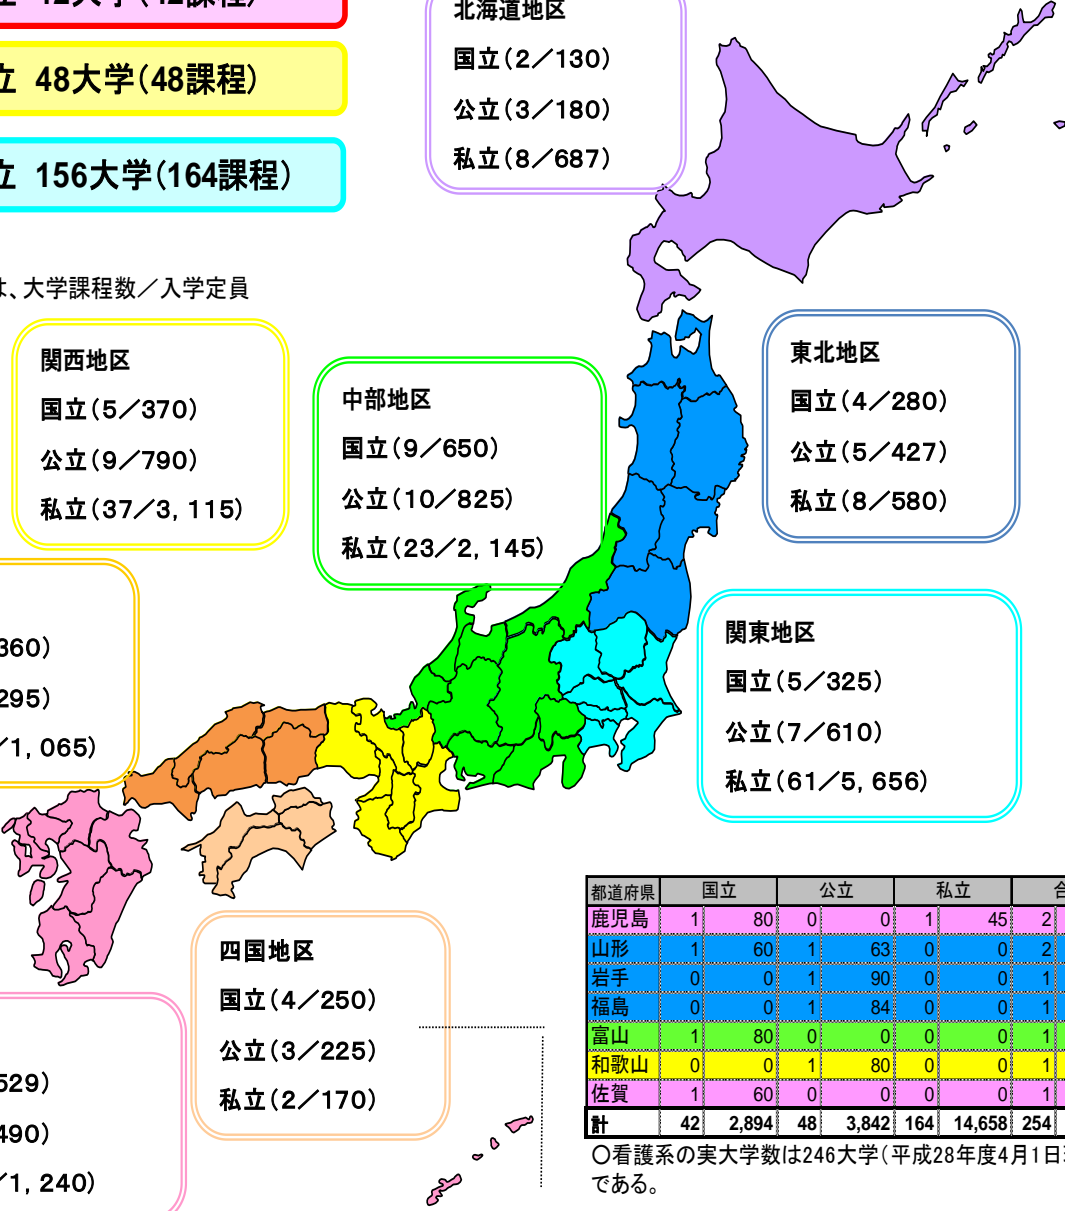 立 42大学（42課程）
立 48大学（48課程）
立 156大学（164課程）
は、大学課程数／入学定員
北海道地区
国立（2／130）
公立（3／180）
私立（8／687）
関西地区
国立（5／370）
公立（9／790）
私立（37／3，115）
中部地区
国立（9／650）
公立（10／825）
私立（23／2，145）
東北地区
国立（4／280）
公立（5／427）
私立（8／580）
360）
295）
／1，065）
関東地区
国立（5／325）
公立（7／610）
私立（61／5，656）
四国地区
国立（4／250）
公立（3／225）
私立（2／170）
529）
490）
／1，240）
都道府県 国立 公立 私立 合
鹿児島 1 80 0 0 1 45 2
山形 1 60 1 63 0 0 2
岩手 0 0 1 90 0 0 1
福島 0 0 1 84 0 0 1
富山 1 80 0 0 0 0 1
和歌山 0 0 1 80 0 0 1
佐賀 1 60 0 0 0 0 1
計 42 2,894 48 3,842 164 14,658 254
〇看護系の実大学数は246大学（平成28年度4月1日現
である。